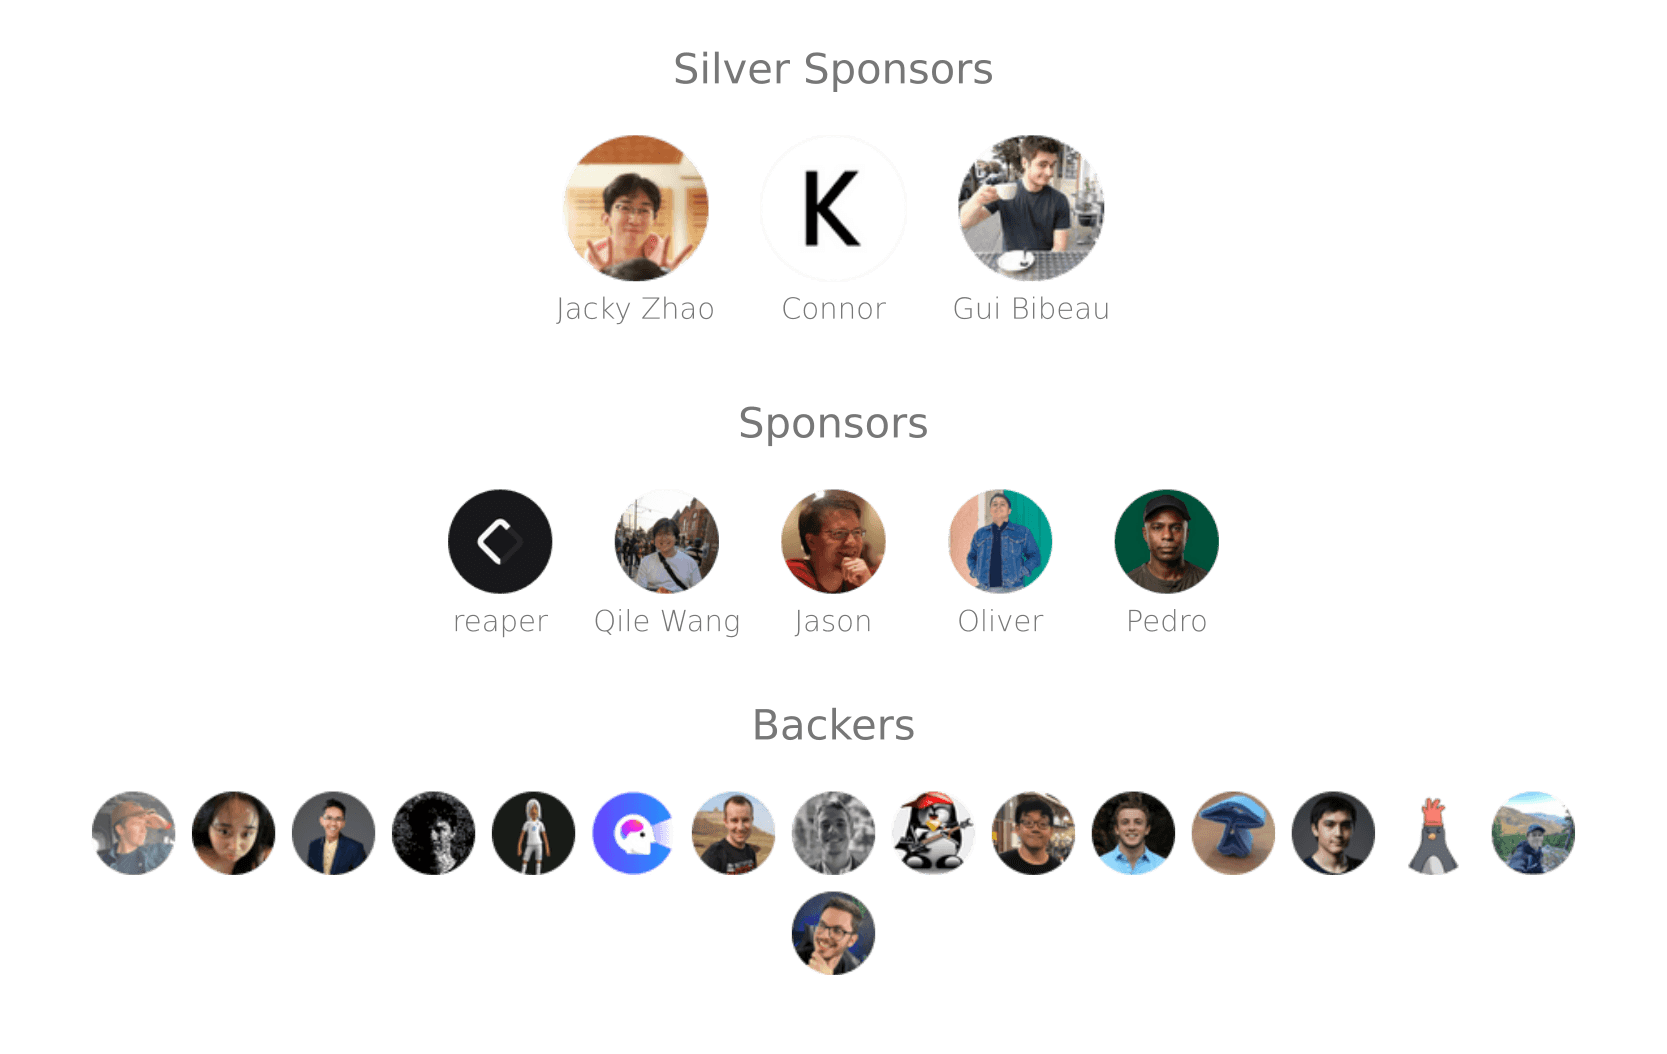 Silver Sponsors
K
Jacky Zhao Connor Gui Bibeau
Sponsors
reaper Qile Wang Jason Oliver Pedro
Backers